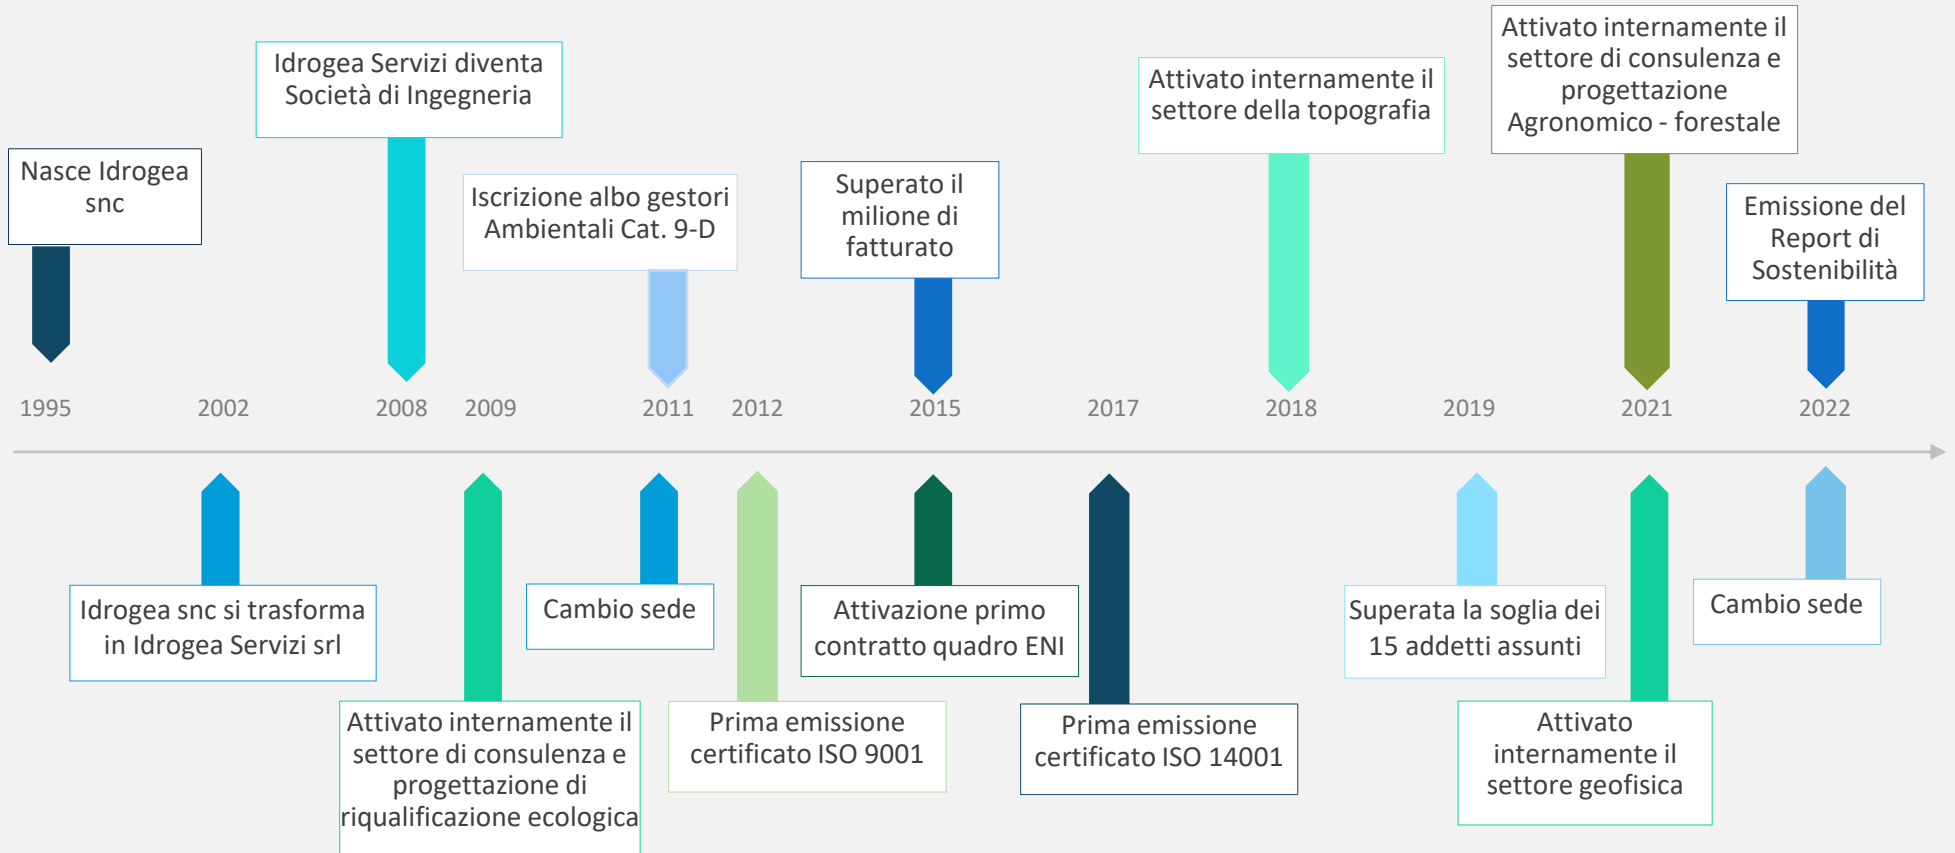 Nasce Idrogea
snc
Idrogea Servizi diventa
Società di Ingegneria
Iscrizione albo gestori
Ambientali Cat. 9-D
Superato il
milione di
fatturato
Attivato internamente il
settore della topografia
Attivato internamente il
settore di consulenza e
progettazione
Agronomico - forestale
Emissione del
Report di
Sostenibilità
1995
2002
2008
2009
2011
2012
2015
2017
2018
2019
2021
2022
Idrogea snc si trasforma
in Idrogea Servizi srl
Attivato internamente il
settore di consulenza e
progettazione di
riqualificazione ecologica
Cambio sede
Prima emissione
certificato ISO 9001
Attivazione primo
contratto quadro ENI
Prima emissione
certificato ISO 14001
Superata la soglia dei
15 addetti assunti
Attivato
internamente il
settore geofisica
Cambio sede